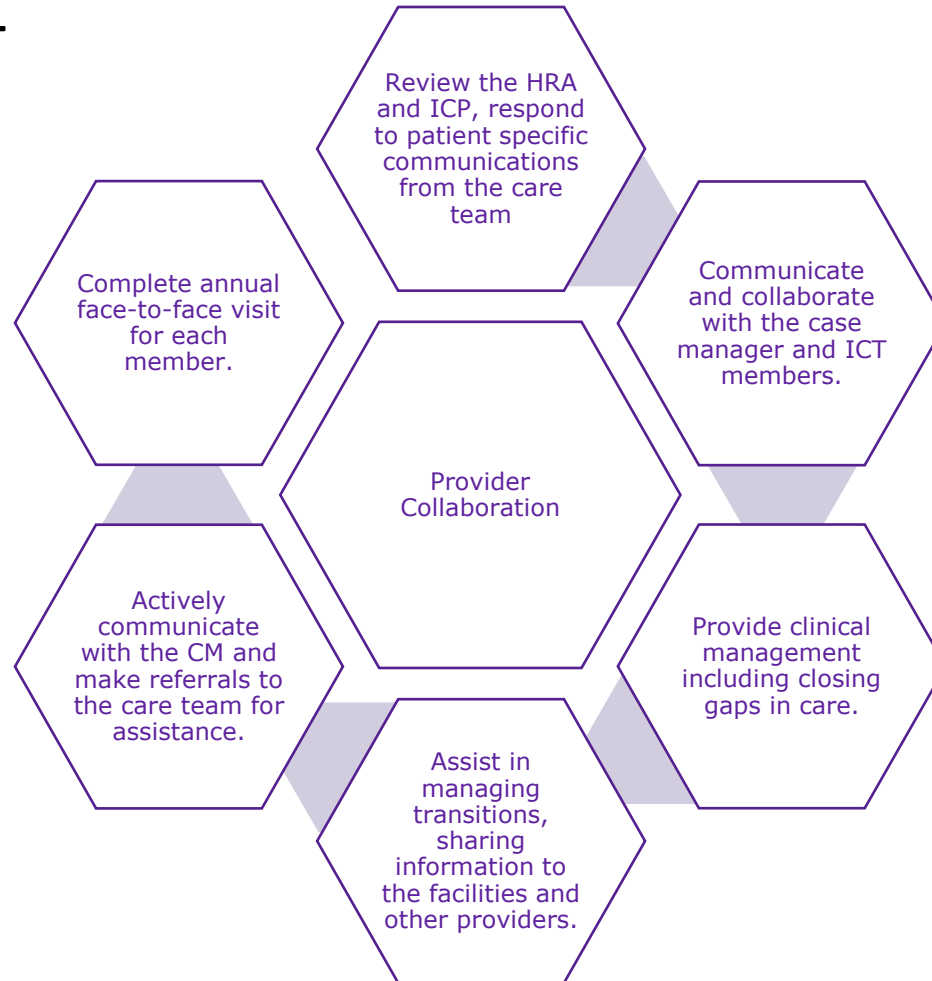 Review the HRA
and ICP, respond
to patient specific
communications
from the care
team
Communicate
and collaborate
with the case
manager and ICT
members.
Provide clinical
management
including closing
gaps in care.
Assist in
managing
transitions,
sharing
information to
the facilities and
other providers.
Actively
communicate
with the CM and
make referrals to
the care team for
assistance.
Complete annual
face-to-face visit
for each
member.
Provider
Collaboration